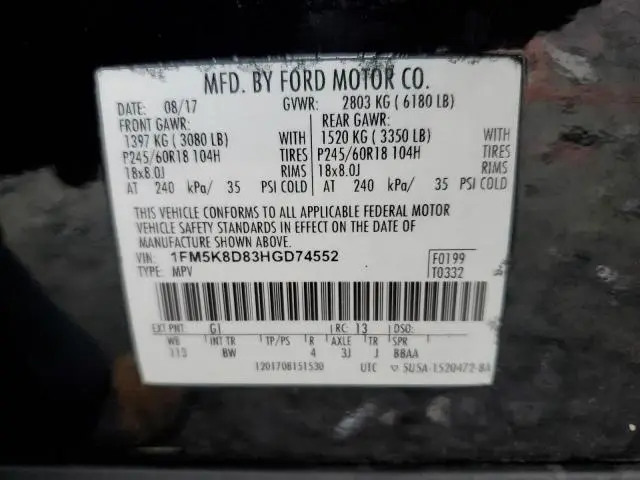 MFD. BY FORD MOTOR CO.
DATE: 08/17 GVWR: 2803 KG ( 6180 LB)
FRONT GAWR: REAR GAWR:
1397 KG ( 3080 LB) WITH 1520 KG ( 3350 LB) WITH
P245/60R18 104H TIRES P245/60R18 104H TIRES
18x8.0J RIMS 18x8.0J RIMS
AT 240 kPa/ 35 PSI COLD AT 240 kPa/ 35 PSI COLD
THIS VEHICLE CONFORMS TO ALL APPLICABLE FEDERAL MOTOR
VEHICLE SAFETY STANDARDS IN EFFECT ON THE DATE OF
MANUFACTURE SHOWN ABOVE.
VIN: 1FM5K8D83HGD74552 F0199
TYPE: MPV T0332
EXT PNT: G1 RC: 13 DSO:
WB INT TR TP/PS R AXLE TR SPR
113 BW 4 3J J BBAA
1201708151530 UTC SU5A-1520472-BA